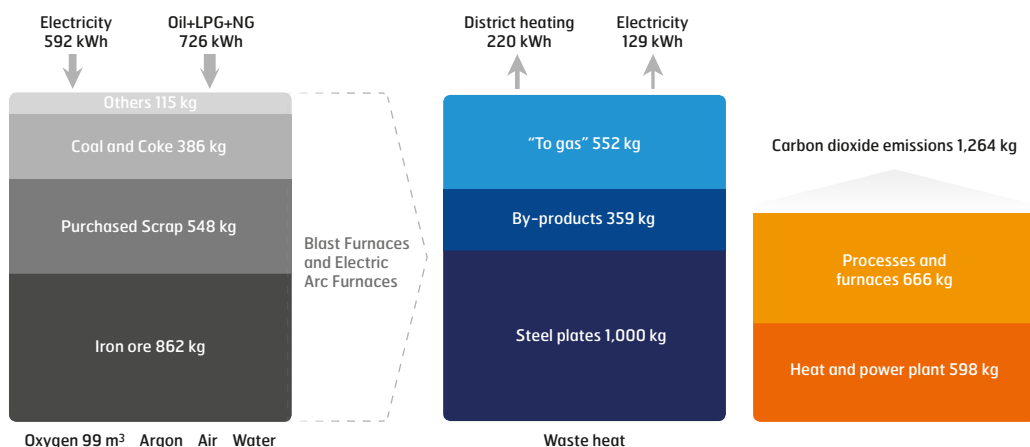 Electricity
592 kWh
Oil+LPG+NG
726 kWh
Others 115 kg
Coal and Coke 386 kg
Purchased Scrap 548 kg
Iron ore 862 kg
Oxygen 99 m³ Argon Air Water
Blast Furnaces
and Electric
Arc Furnaces
District heating
220 kWh
Electricity
129 kWh
“To gas” 552 kg
By-products 359 kg
Steel plates 1,000 kg
Waste heat
Carbon dioxide emissions 1,264 kg
Processes and
furnaces 666 kg
Heat and power plant 598 kg